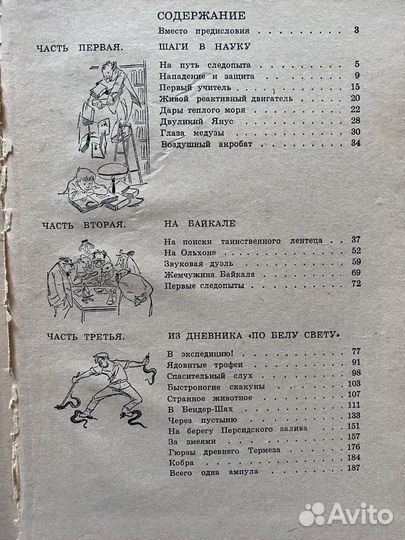 СОДЕРЖАНИЕ
Вместо предисловия . . . . . . . . . . 3
ЧАСТЬ ПЕРВАЯ. ШАГИ В НАУКУ
На путь следопыта . . . . . . . . . . 5
Нападение и защита . . . . . . . . . . 9
Первый учитель . . . . . . . . . . 15
Живой реактивный двигатель . . . . . . . 20
Дары теплого моря . . . . . . . . . . 22
Двуликий Янус . . . . . . . . . . 28
Глаза медузы . . . . . . . . . . 30
Воздушный акробат . . . . . . . . . . 34
ЧАСТЬ ВТОРАЯ. НА БАЙКАЛЕ
На поиски таинственного лентеца . . . . . 37
На Ольхоне . . . . . . . . . . 52
Звуковая дуэль . . . . . . . . . . 59
Жемчужина Байкала . . . . . . . . . . 69
Первые следопыты . . . . . . . . . . 72
ЧАСТЬ ТРЕТЬЯ. ИЗ ДНЕВНИКА «ПО БЕЛУ СВЕТУ»
В экспедицию! . . . . . . . . . . 77
Ядовитые трофеи . . . . . . . . . . 91
Спасительный слух . . . . . . . . . . 98
Быстроногие скакуны . . . . . . . . . . 103
Странное животное . . . . . . . . . . 107
В Бендер-Шах . . . . . . . . . . 111
Через пустыню . . . . . . . . . . 133
На берегу Персидского залива . . . . . . 151
За змеями . . . . . . . . . . 157
Гюрзы древнего Термеза . . . . . . . . 176
Кобра . . . . . . . . . . 184
Всего одна ампула . . . . . . . . . . 187
Avito